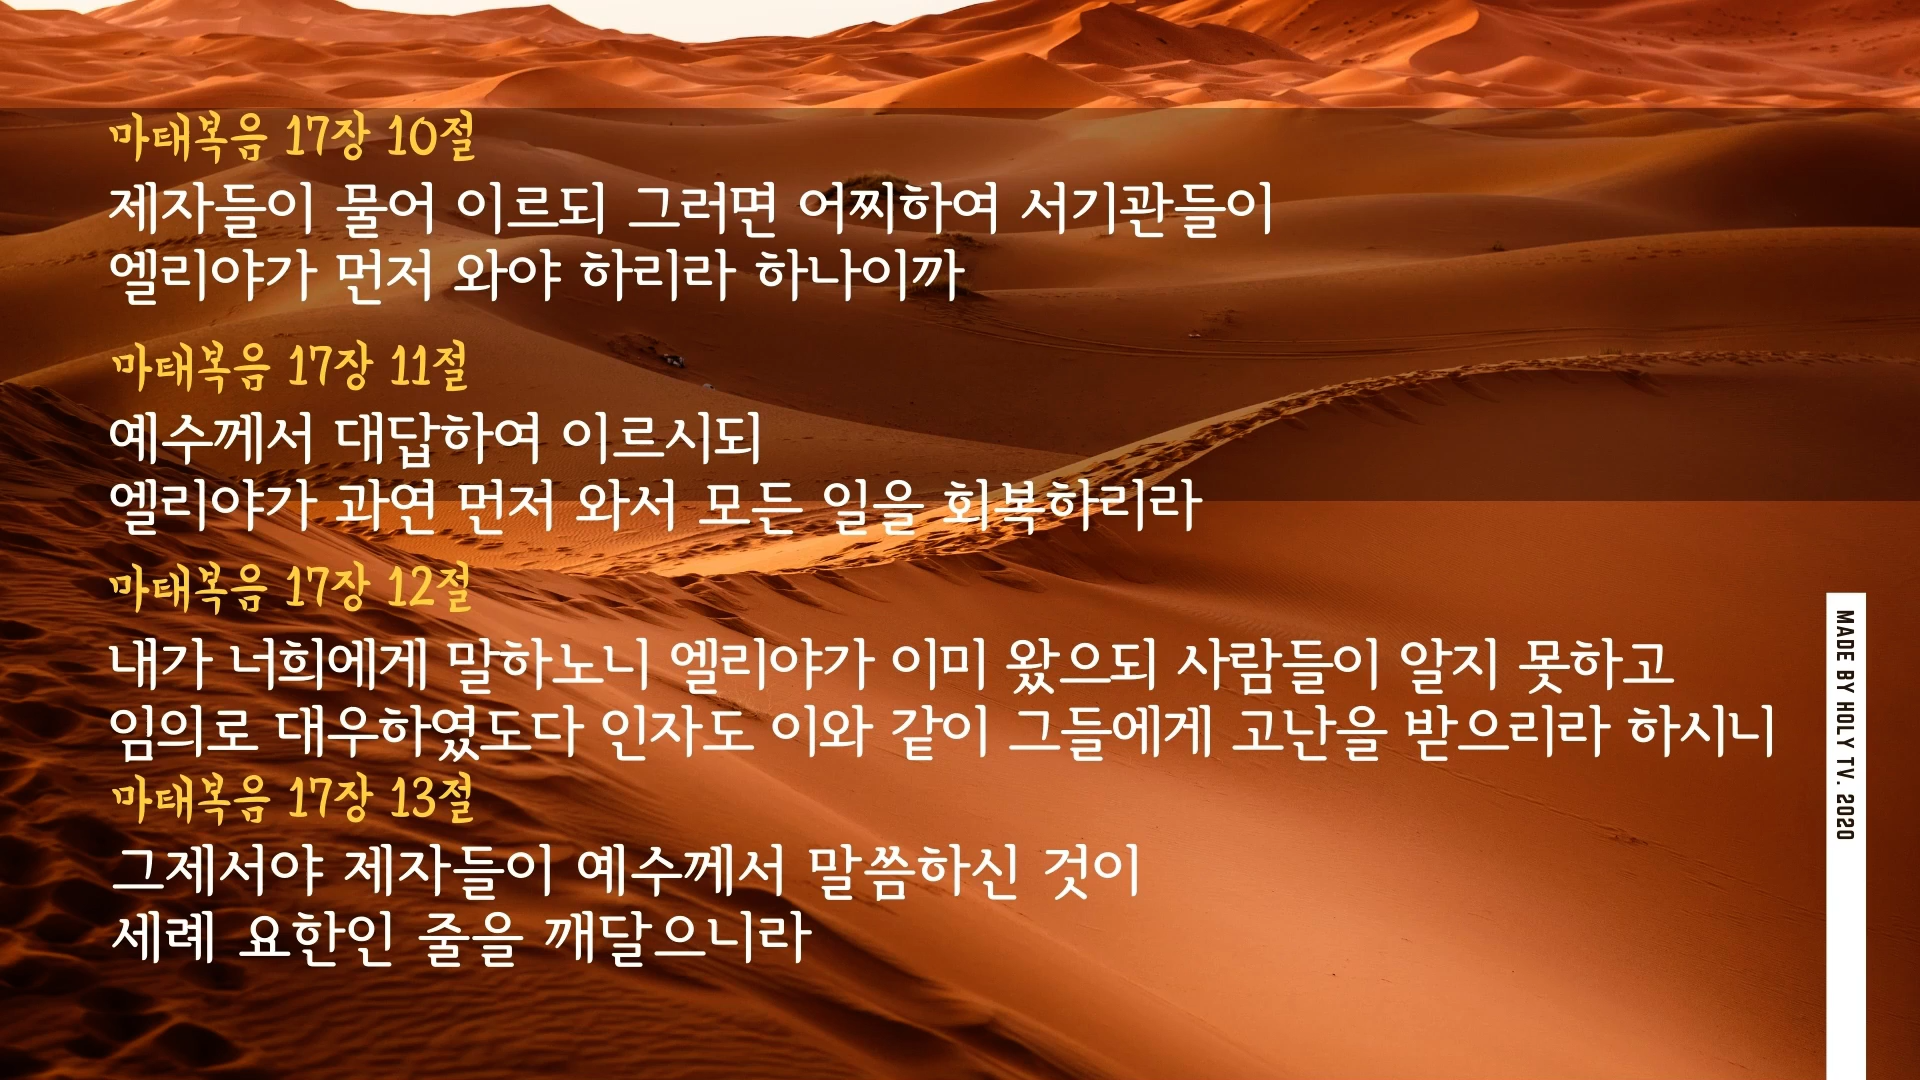 마태복음 17장 10절
제자들이 물어 이르되 그러면 어찌하여 서기관들이
엘리야가 먼저 와야 하리라 하나이까
마태복음 17장 11절
예수께서 대답하여 이르시되
엘리야가 과연 먼저 와서 모든 일을 회복하리라
마태복음 17장 12절
내가 너희에게 말하노니 엘리야가 이미 왔으되 사람들이 알지 못하고
임의로 대우하였도다 인자도 이와 같이 그들에게 고난을 받으리라 하시니
마태복음 17장 13절
그제서야 제자들이 예수께서 말씀하신 것이
세례 요한인 줄을 깨달으니라
MADE BY HOLY TV. 2020